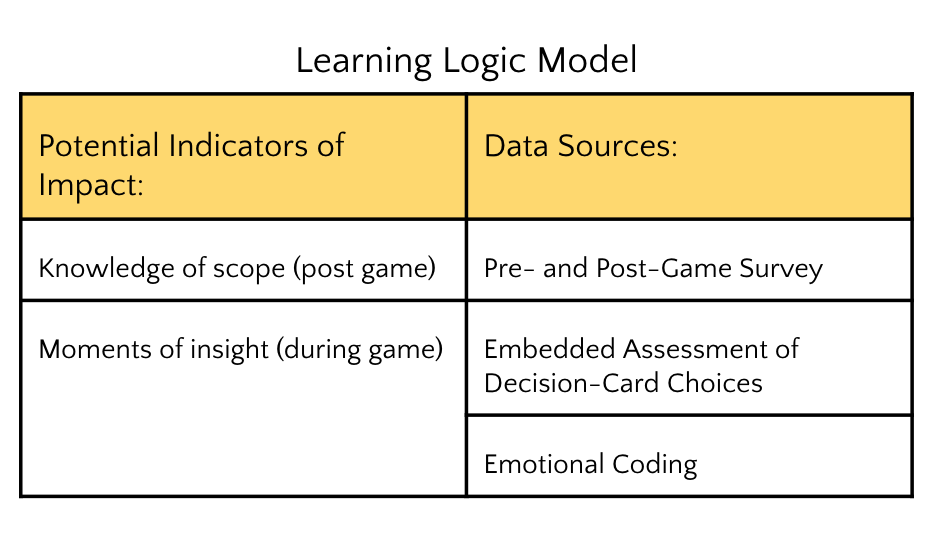 Learning Logic Model
Potential Indicators of
Impact:
Data Sources:
Knowledge of scope (post game)
Pre- and Post-Game Survey
Moments of insight (during game)
Embedded Assessment of
Decision-Card Choices
Emotional Coding